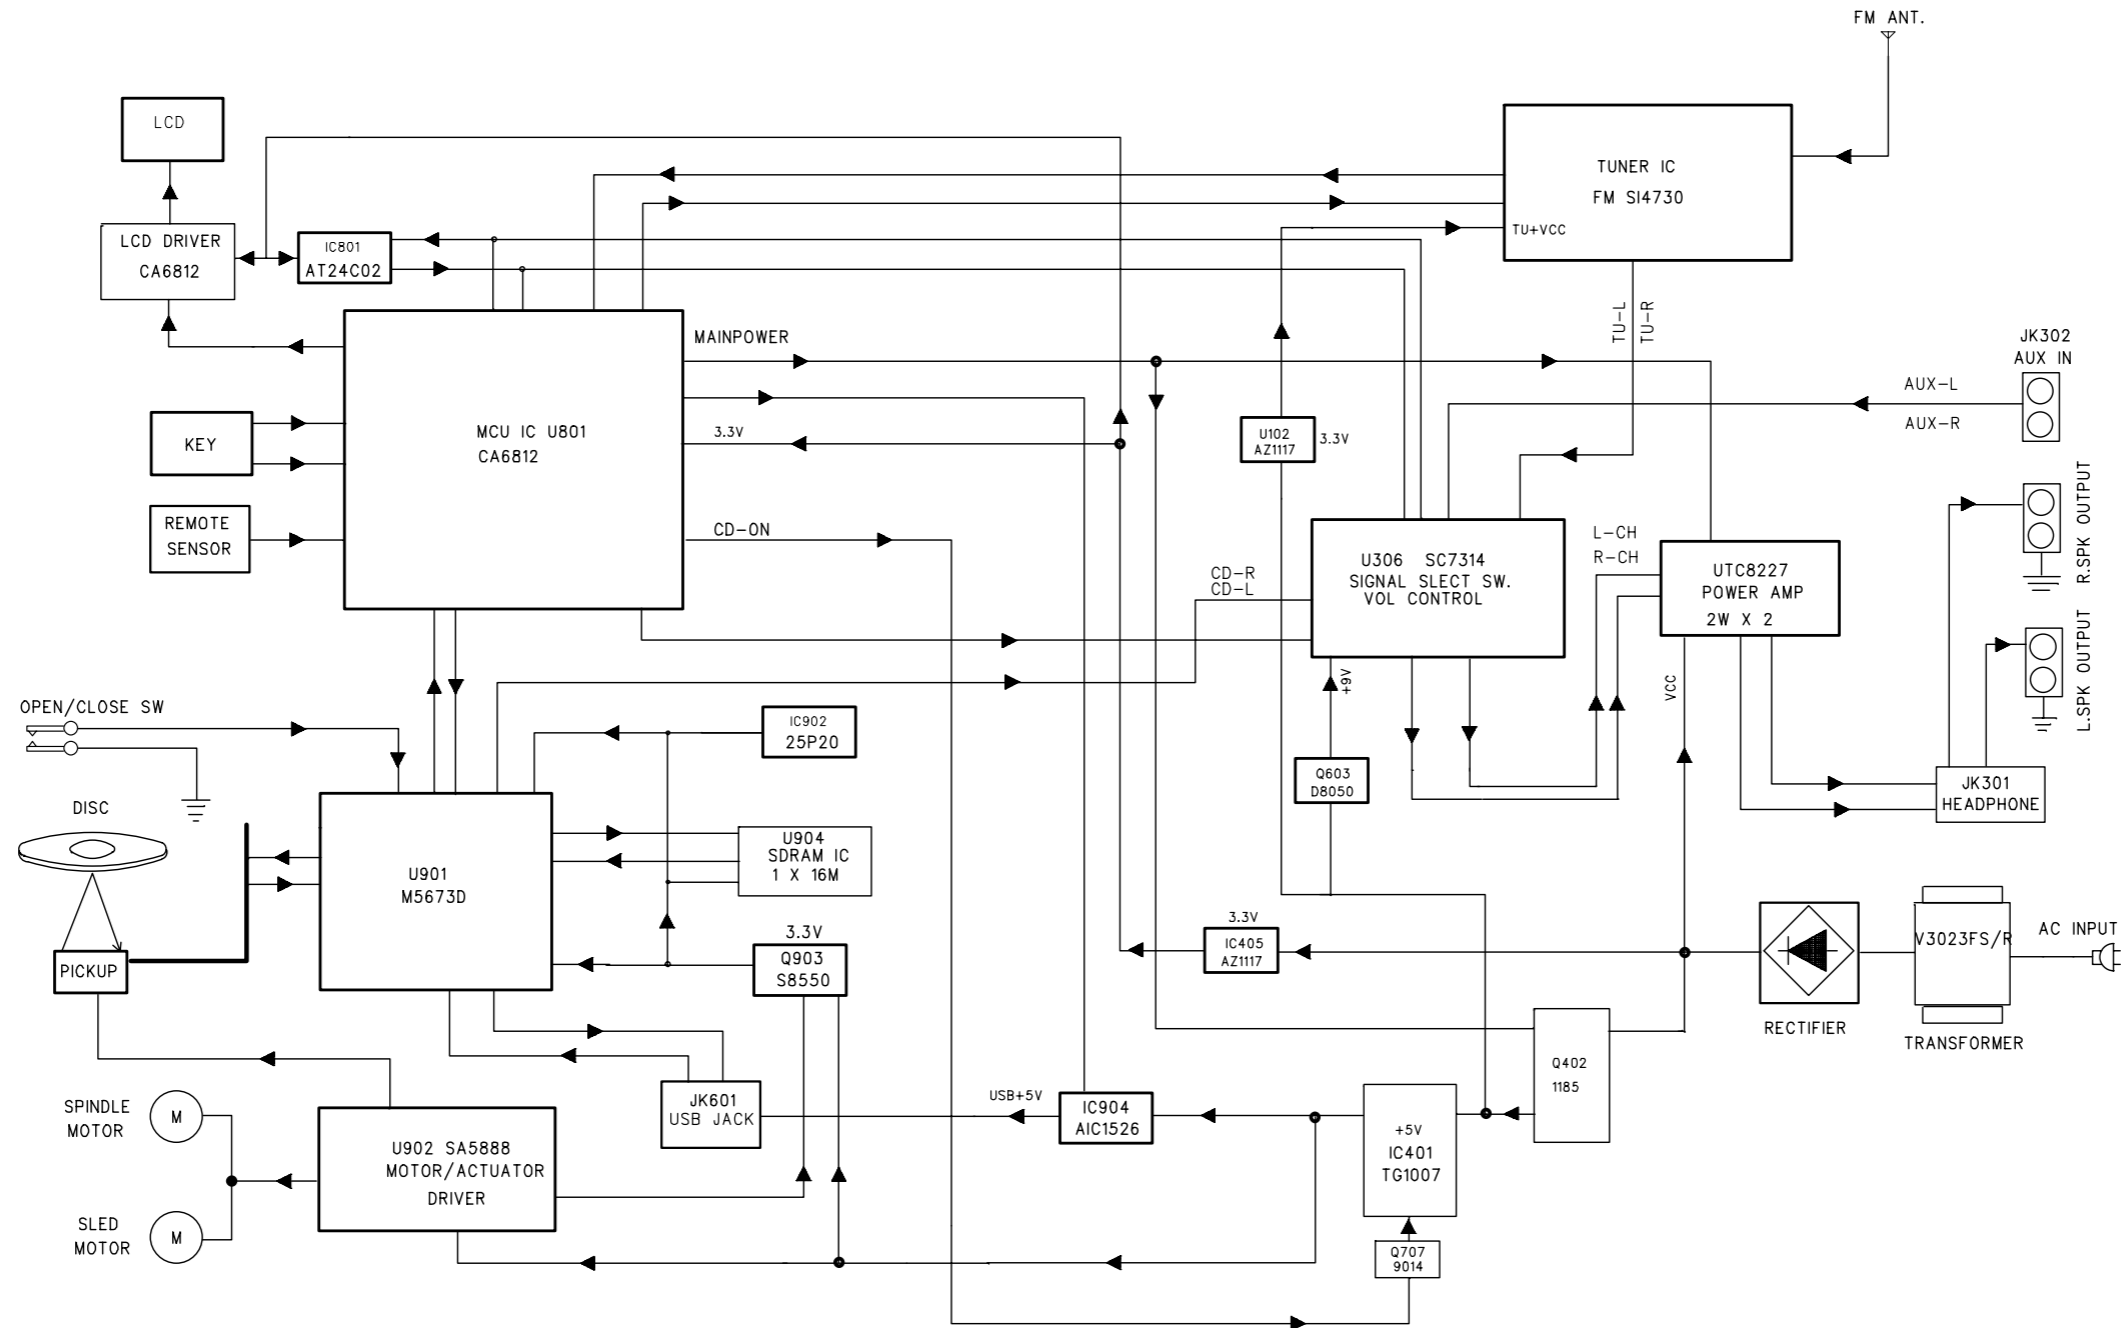 FM ANT.
LCD
TUNER IC
FM SI4730
TU+VCC
LCD DRIVER
CA6812
IC801
AT24C02
TU-L
TU-R
MAINPOWER
JK302
AUX IN
AUX-L
AUX-R
KEY
MCU IC U801
CA6812
3.3V
U102
AZ1117
3.3V
REMOTE
SENSOR
CD-ON
R.SPK OUTPUT
U306 SC7314
SIGNAL SLECT SW.
VOL CONTROL
CD-R
CD-L
L-CH
R-CH
UTC8227
POWER AMP
2W X 2
L.SPK OUTPUT
+9V
VCC
OPEN/CLOSE SW
IC902
25P20
Q603
D8050
JK301
HEADPHONE
DISC
U904
SDRAM IC
1 X 16M
U901
M5673D
3.3V
Q903
S8550
3.3V
IC405
AZ1117
V3023FS/R
AC INPUT
PICKUP
RECTIFIER
TRANSFORMER
Q402
1185
SPINDLE
MOTOR
M
JK601
USB JACK
USB+5V
IC904
AIC1526
+5V
IC401
TG1007
U902 SA5888
MOTOR/ACTUATOR
DRIVER
SLED
MOTOR
M
Q707
9014